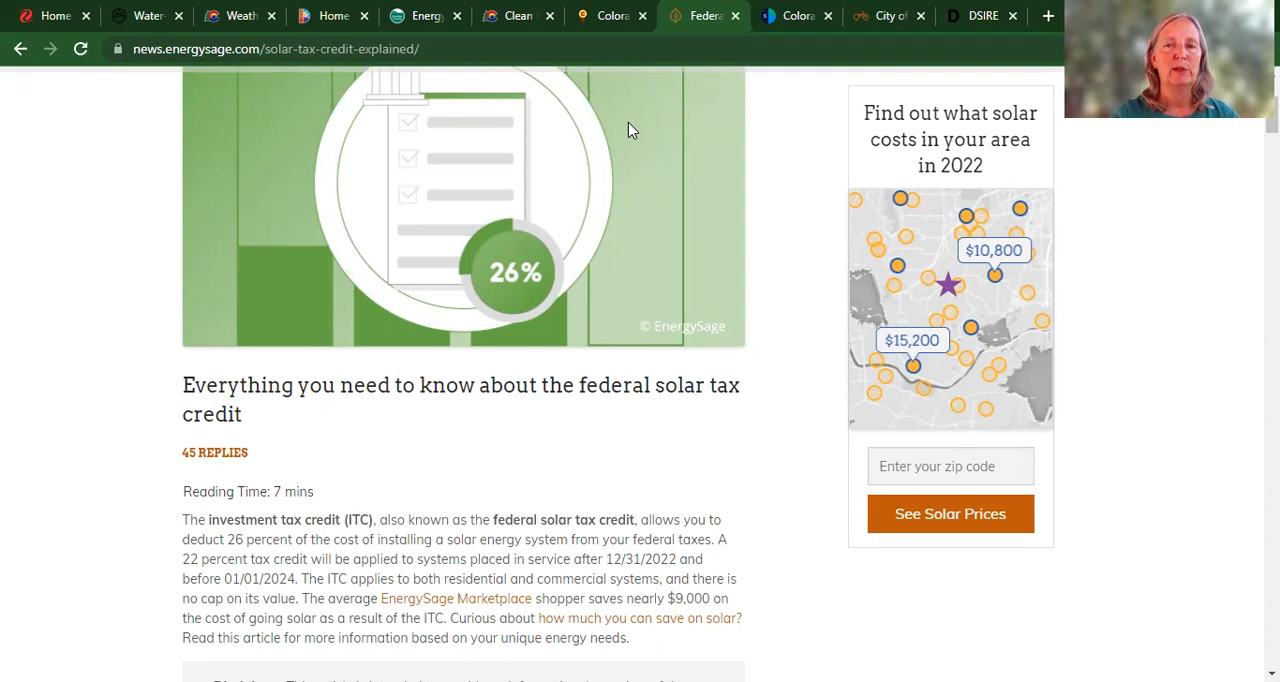 Home
Water-
Weath
Home
Energy
Clean
Colora
Federa
Colora
City of
DSIRE
news.energysage.com/solar-tax-credit-explained/
26%
© EnergySage
Everything you need to know about the federal solar tax
credit
45 REPLIES
Reading Time: 7 mins
The investment tax credit (ITC), also known as the federal solar tax credit, allows you to
deduct 26 percent of the cost of installing a solar energy system from your federal taxes. A
22 percent tax credit will be applied to systems placed in service after 12/31/2022 and
before 01/01/2024. The ITC applies to both residential and commercial systems, and there is
no cap on its value. The average EnergySage Marketplace shopper saves nearly $9,000 on
the cost of going solar as a result of the ITC. Curious about how much you can save on solar?
Read this article for more information based on your unique energy needs.
Find out what solar
costs in your area
in 2022
$10,800
$15,200
Enter your zip code
See Solar Prices